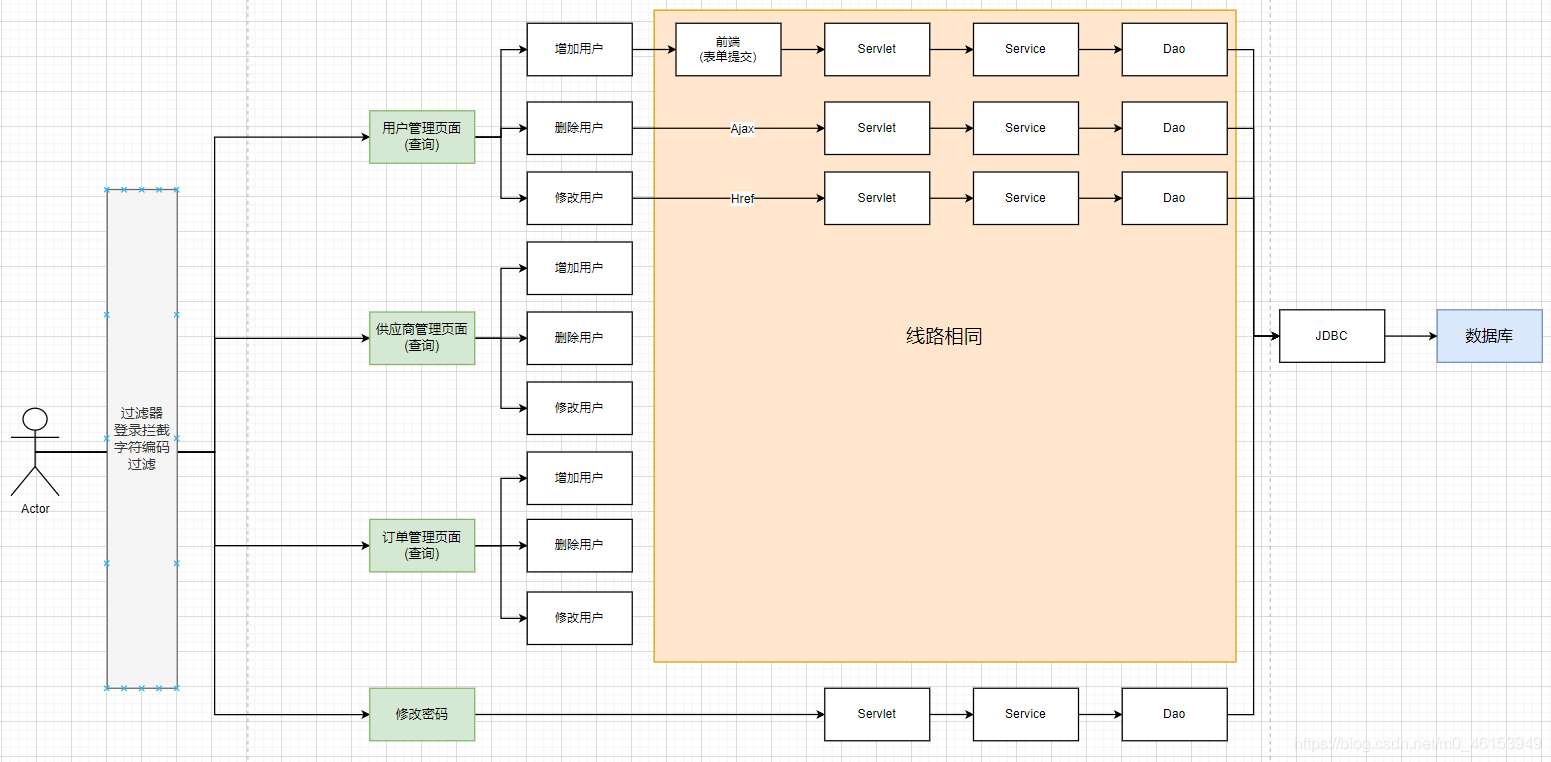 增加用户
前端
(表单提交)
Servlet
Service
Dao
用户管理页面
(查询)
删除用户
Ajax
Servlet
Service
Dao
修改用户
Href
Servlet
Service
Dao
增加用户
供应商管理页面
(查询)
删除用户
线路相同
JDBC
数据库
修改用户
过滤器
登录拦截
字符编码
过滤
Actor
增加用户
订单管理页面
(查询)
删除用户
修改用户
修改密码
Servlet
Service
Dao
https://blog.csdn.net/m0_46153949